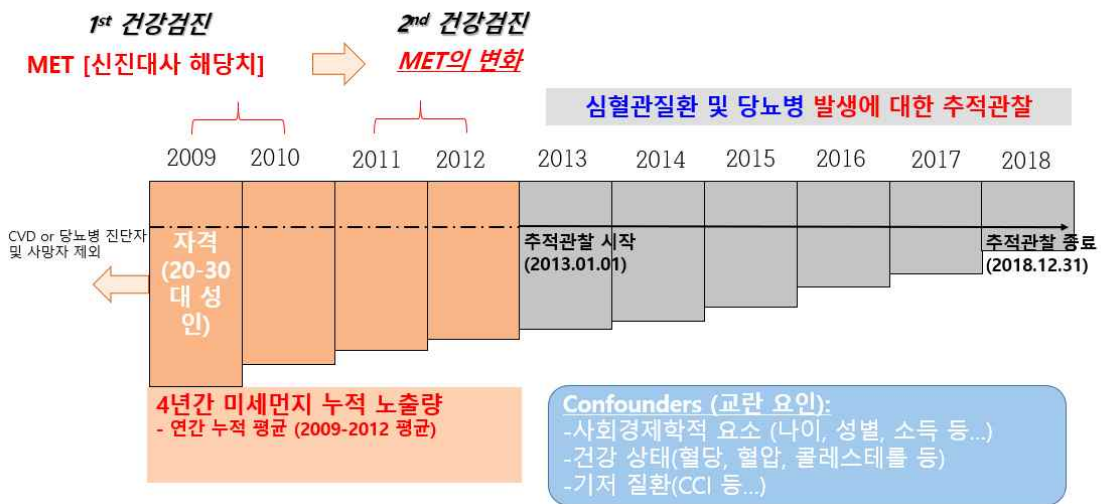 1st 건강검진
2nd 건강검진
MET [신진대사 해당치]
MET의 변화
심혈관질환 및 당뇨병 발생에 대한 추적관찰
2009 2010 2011 2012 2013 2014 2015 2016 2017 2018
CVD or 당뇨병 진단자
및 사망자 제외
자격
(20-30
대 성
인)
추적관찰 시작
(2013.01.01)
추적관찰 종료
(2018.12.31)
4년간 미세먼지 누적 노출량
- 연간 누적 평균 (2009-2012 평균)
Confounders (교란 요인):
-사회경제학적 요소 (나이, 성별, 소득 등...)
-건강 상태(혈당, 혈압, 콜레스테롤 등)
-기저 질환(CCI 등...)